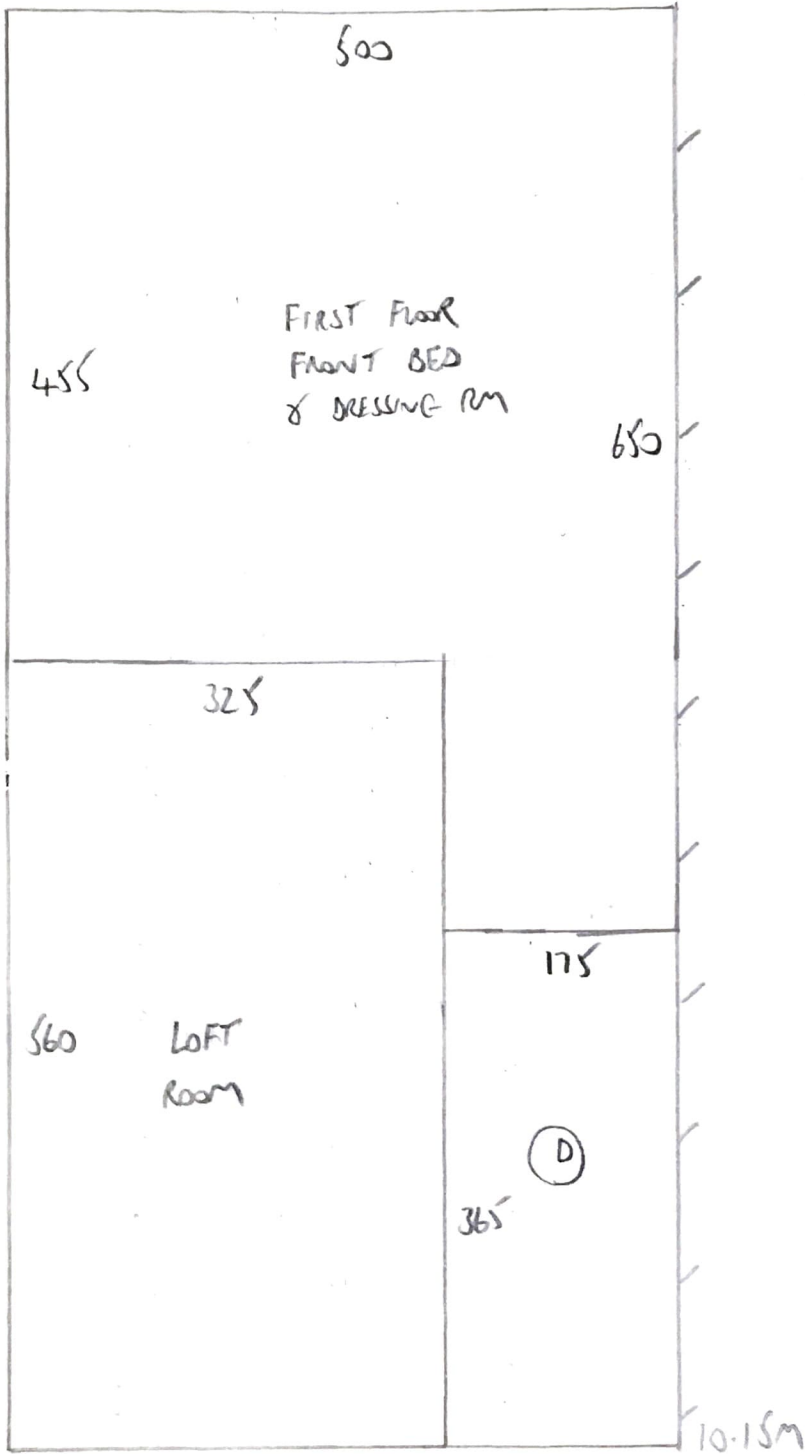 500
FIRST FLOOR
FRONT BED
455
& DRESSING RM
650
325
175
560
LOFT
ROOM
D
365
10.15M